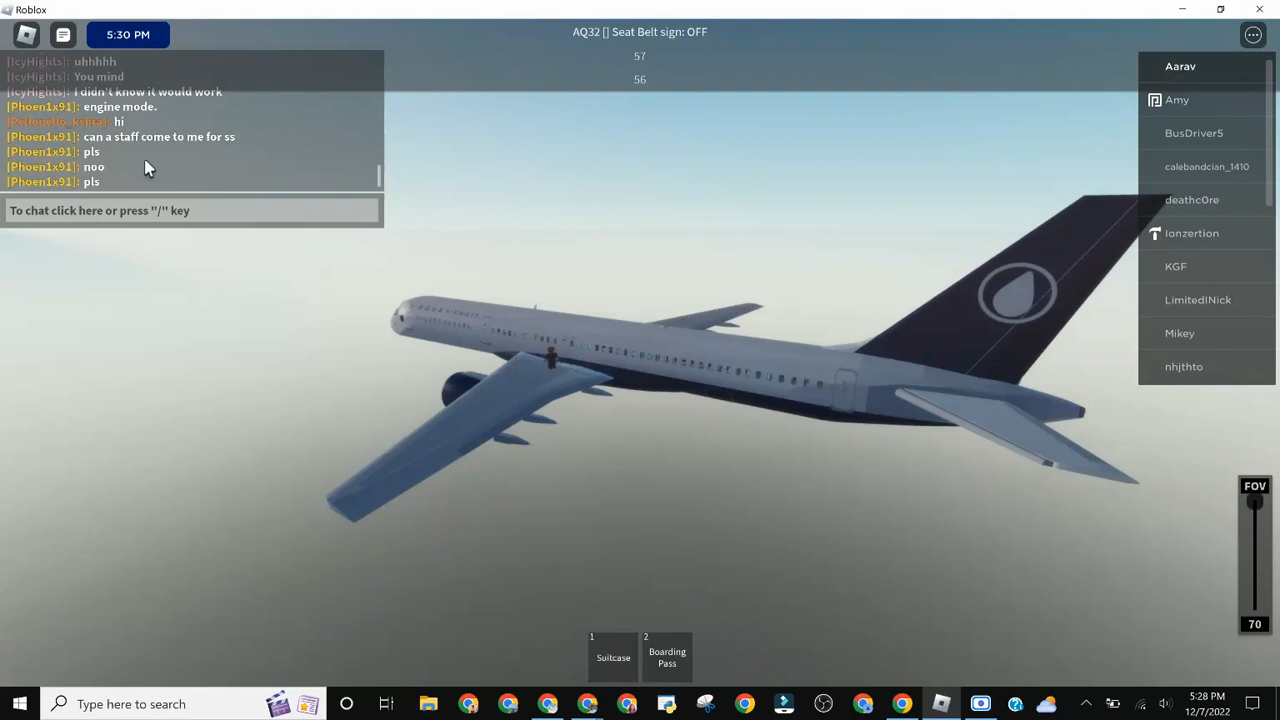 Roblox
5:30 PM
AQ32 [] Seat Belt sign: OFF
57
56
[IcyHights]: uhhhhh
[IcyHights]: You mind
[IcyHights]: I didn't know it would work
[Phoen1x91]: engine mode.
hi
[Phoen1x91]: can a staff come to me for ss
[Phoen1x91]: pls
[Phoen1x91]: noo
[Phoen1x91]: pls
To chat click here or press "/" key
Aarav
Amy
BusDriver5
calebandcian_1410
deathc0re
Ionzertion
KGF
LimitedINick
Mikey
nhjthto
FOV
70
1
Suitcase
2
Boarding
Pass
Type here to search
5:28 PM
12/7/2022